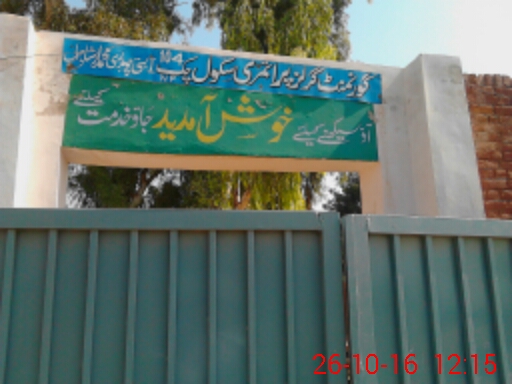 گورنمنٹ گرلز پرائمری سکول چک 104
آؤ سیکھنے کیلئے خوش آمدید جاؤ خدمت کیلئے
26-10-16 12:15